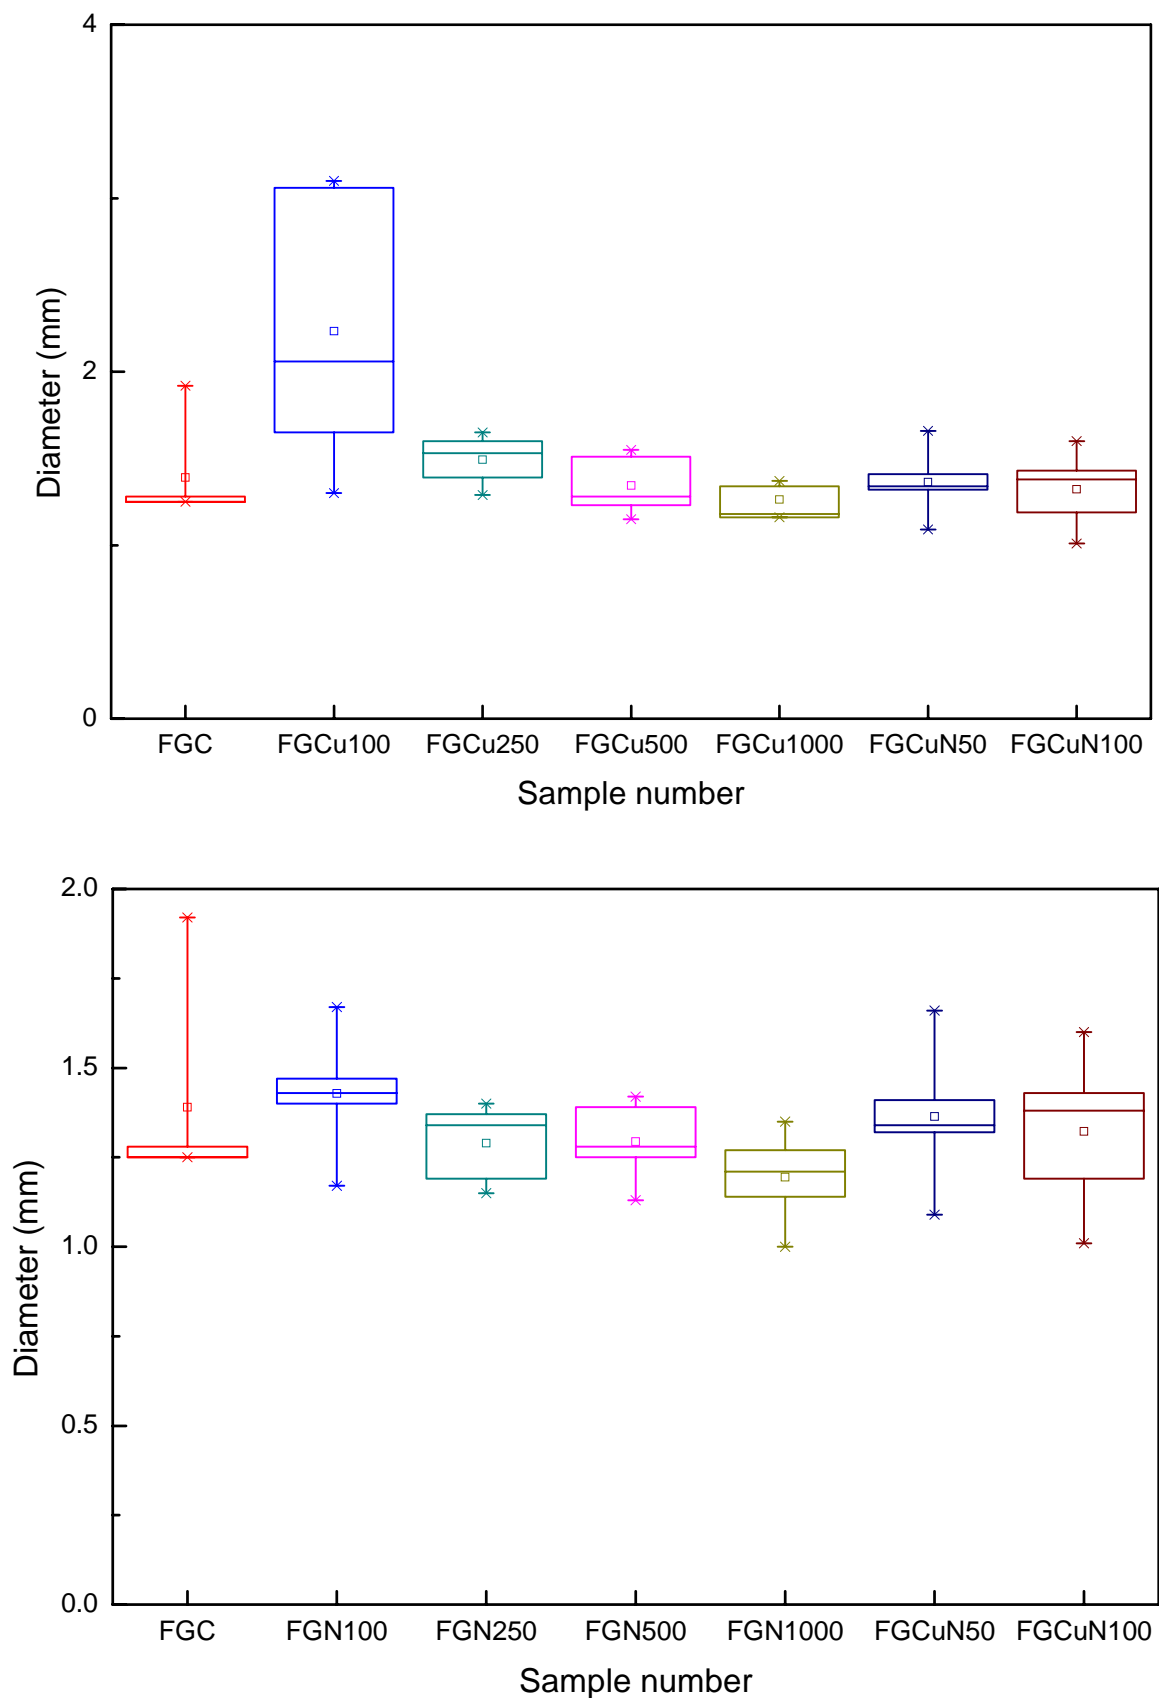 4
2
0
Diameter (mm)
FGC FGCu100 FGCu250 FGCu500 FGCu1000 FGCuN50 FGCuN100
Sample number
2.0
1.5
1.0
0.5
0.0
Diameter (mm)
FGC FGN100 FGN250 FGN500 FGN1000 FGCuN50 FGCuN100
Sample number